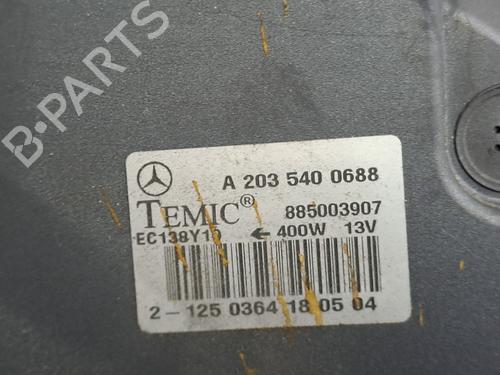 B-PARTS
A 203 540 0688
TEMIC®
885003907
EC138Y10 ← 400W 13V
2-125 0364 18 05 04